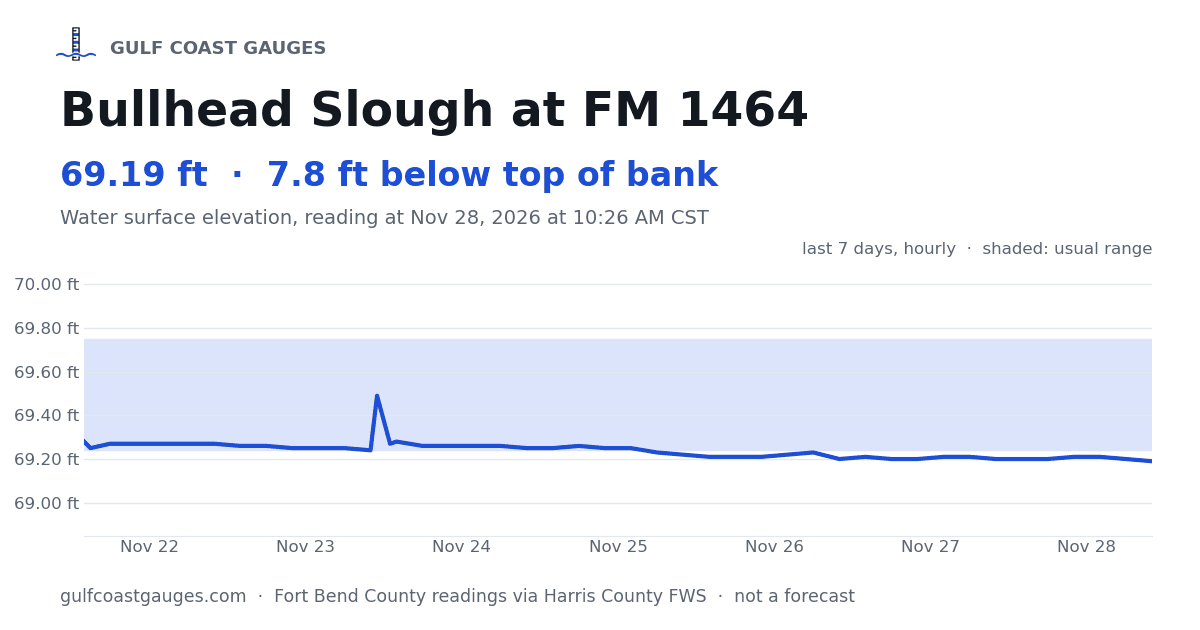 GULF COAST GAUGES
Bullhead Slough at FM 1464
69.19 ft · 7.8 ft below top of bank
Water surface elevation, reading at Nov 28, 2026 at 10:26 AM CST
last 7 days, hourly · shaded: usual range
70.00 ft
69.80 ft
69.60 ft
69.40 ft
69.20 ft
69.00 ft
Nov 22 Nov 23 Nov 24 Nov 25 Nov 26 Nov 27 Nov 28
gulfcoastgauges.com · Fort Bend County readings via Harris County FWS · not a forecast